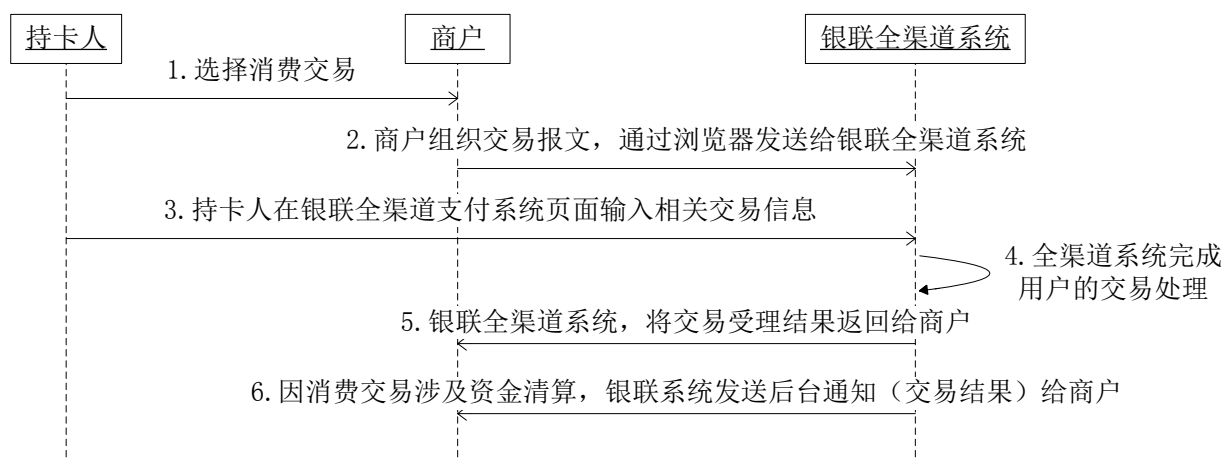 持卡人
商户
银联全渠道系统
1.选择消费交易
2.商户组织交易报文，通过浏览器发送给银联全渠道系统
3.持卡人在银联全渠道支付系统页面输入相关交易信息
4.全渠道系统完成
用户的交易处理
5.银联全渠道系统，将交易受理结果返回给商户
6.因消费交易涉及资金清算，银联系统发送后台通知（交易结果）给商户